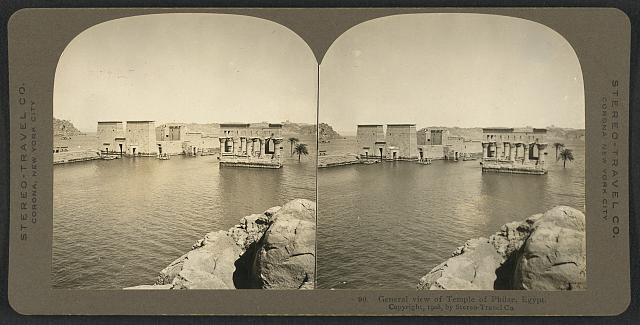 STEREO-TRAVEL CO.
CORONA, NEW YORK CITY
STEREO-TRAVEL CO.
CORONA, NEW YORK CITY
90. General view of Temple of Philae, Egypt.
Copyright, 1908, by Stereo-Travel Co.